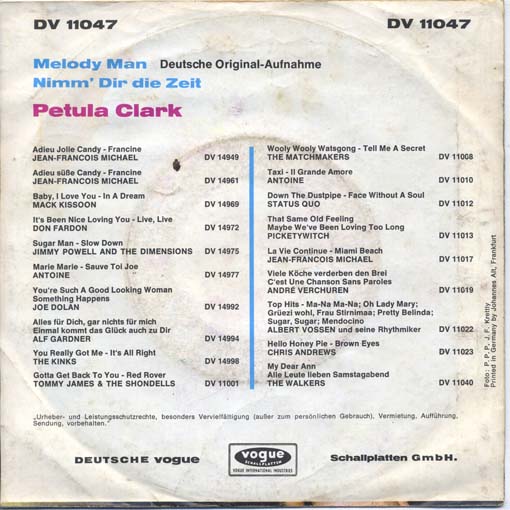 DV 11047
DV 11047
Melody Man Deutsche Original-Aufnahme
Nimm' Dir die Zeit
Petula Clark
Adieu Jolie Candy - Francine
JEAN-FRANCOIS MICHAEL DV 14949
Adieu süße Candy - Francine
JEAN-FRANCOIS MICHAEL DV 14961
Baby, I Love You - In A Dream
MACK KISSOON DV 14969
It's Been Nice Loving You - Live, Live
DON FARDON DV 14972
Sugar Man - Slow Down
JIMMY POWELL AND THE DIMENSIONS DV 14975
Marie Marie - Sauve Toi Joe
ANTOINE DV 14977
You're Such A Good Looking Woman
Something Happens
JOE DOLAN DV 14992
Alles für Dich, gar nichts für mich
Einmal kommt das Glück auch zu Dir
ALF GARDNER DV 14994
You Really Got Me - It's All Right
THE KINKS DV 14998
Gotta Get Back To You - Red Rover
TOMMY JAMES & THE SHONDELLS DV 11001
Wooly Wooly Watsgong - Tell Me A Secret
THE MATCHMAKERS DV 11008
Taxi - Il Grande Amore
ANTOINE DV 11010
Down The Dustpipe - Face Without A Soul
STATUS QUO DV 11012
That Same Old Feeling
Maybe We've Been Loving Too Long
PICKETYWITCH DV 11013
La Vie Continue - Miami Beach
JEAN-FRANCOIS MICHAEL DV 11017
Viele Köche verderben den Brei
C'est Une Chanson Sans Paroles
ANDRÉ VERCHUREN DV 11019
Top Hits - Ma-Na Ma-Na; Oh Lady Mary;
Grüezi wohl, Frau Stirnimaa; Pretty Belinda;
Sugar, Sugar; Mendocino
ALBERT VOSSEN und seine Rhythmiker DV 11022
Hello Honey Pie - Brown Eyes
CHRIS ANDREWS DV 11023
My Dear Ann
Alle Leute lieben Samstagabend
THE WALKERS DV 11040
Foto: P. P. P. J. F. Kreitty
Printed in Germany by Johannes Alt, Frankfurt
„Urheber- und Leistungsschutzrechte, besonders Vervielfältigung (außer zum persönlichen Gebrauch), Vermietung, Aufführung,
Sendung, vorbehalten."
DEUTSCHE vogue
vogue
SCHALLPLATTEN
VOGUE INTERNATIONAL INDUSTRIES
Schallplatten GmbH.